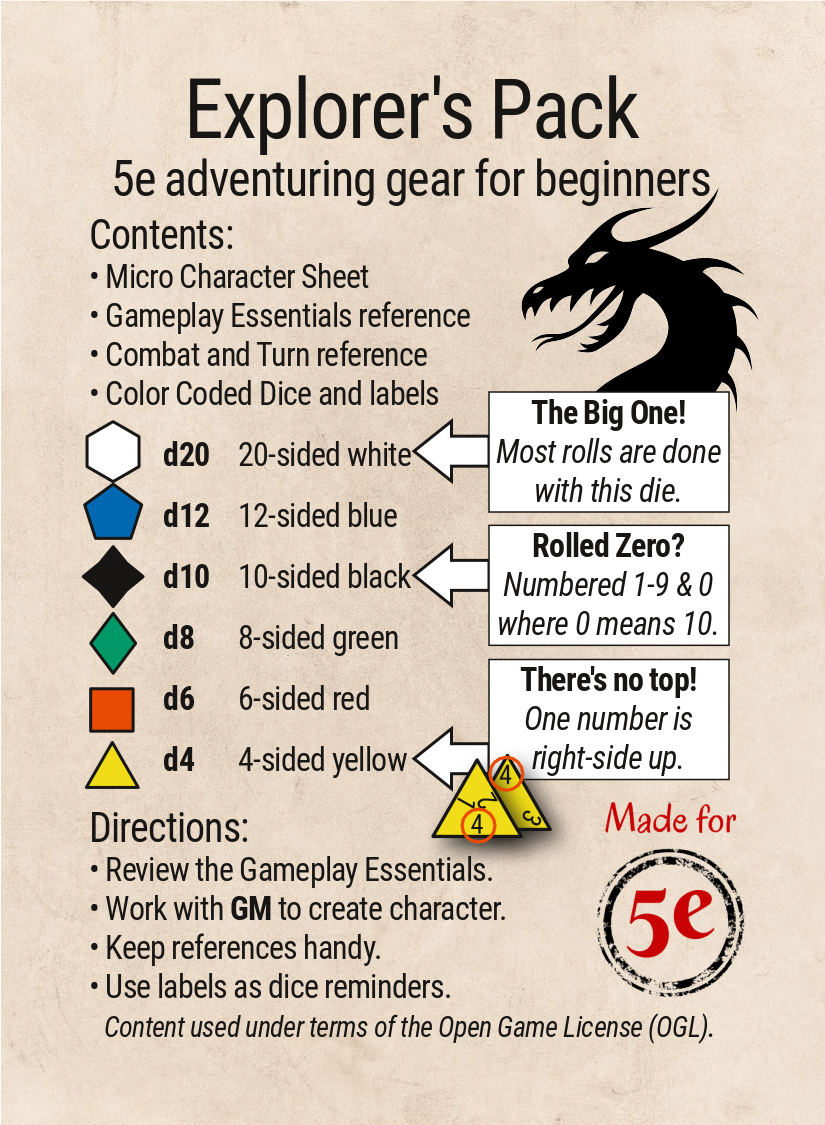 Explorer's Pack
5e adventuring gear for beginners
Contents:
• Micro Character Sheet
• Gameplay Essentials reference
• Combat and Turn reference
• Color Coded Dice and labels
d20 20-sided white
The Big One!
Most rolls are done
with this die.
d12 12-sided blue
d10 10-sided black
Rolled Zero?
Numbered 1-9 & 0
where 0 means 10.
d8 8-sided green
d6 6-sided red
d4 4-sided yellow
There's no top!
One number is
right-side up.
4
1 2
4
3
Directions:
• Review the Gameplay Essentials.
• Work with GM to create character.
• Keep references handy.
• Use labels as dice reminders.
Content used under terms of the Open Game License (OGL).
Made for
5e